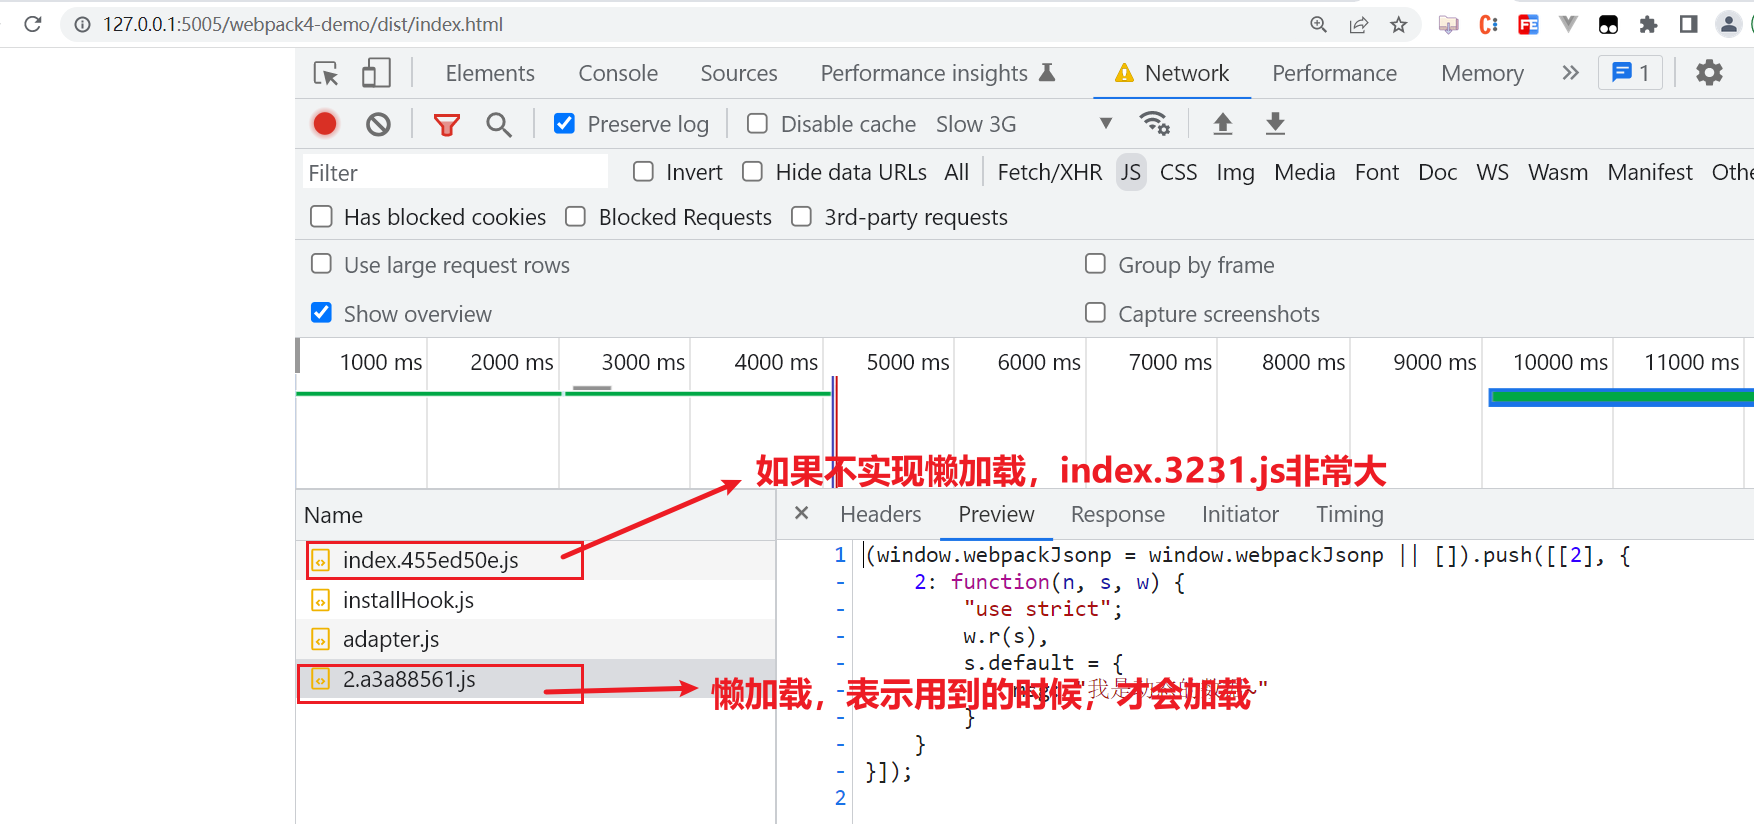 127.0.0.1:5005/webpack4-demo/dist/index.html
Elements Console Sources Performance insights Network Performance Memory 1
Preserve log Disable cache Slow 3G
Filter Invert Hide data URLs All Fetch/XHR JS CSS Img Media Font Doc WS Wasm Manifest Othe
Has blocked cookies Blocked Requests 3rd-party requests
Use large request rows Group by frame
Show overview Capture screenshots
1000 ms 2000 ms 3000 ms 4000 ms 5000 ms 6000 ms 7000 ms 8000 ms 9000 ms 10000 ms 11000 ms
如果不实现懒加载，index.3231.js非常大
Name
index.455ed50e.js
installHook.js
adapter.js
2.a3a88561.js
× Headers Preview Response Initiator Timing
1 (window.webpackJsonp = window.webpackJsonp || []).push([[2], {
- 2: function(n, s, w) {
- "use strict";
- w.r(s),
- s.default = {
懒加载，表示用到的时候，才会加载
- }
- }
- }]);
2